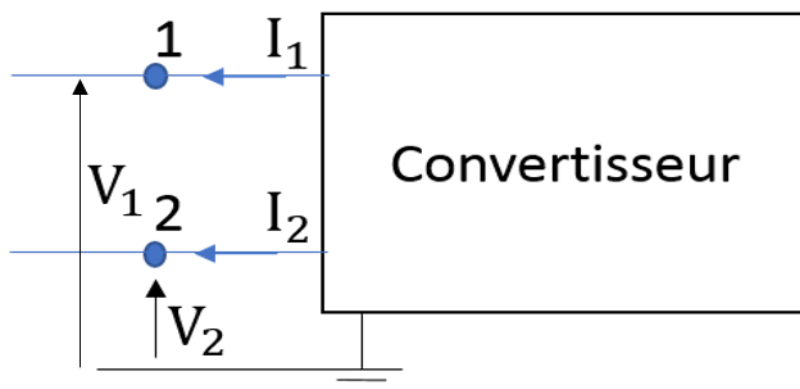 1
I₁
V₁
2
I₂
V₂
Convertisseur